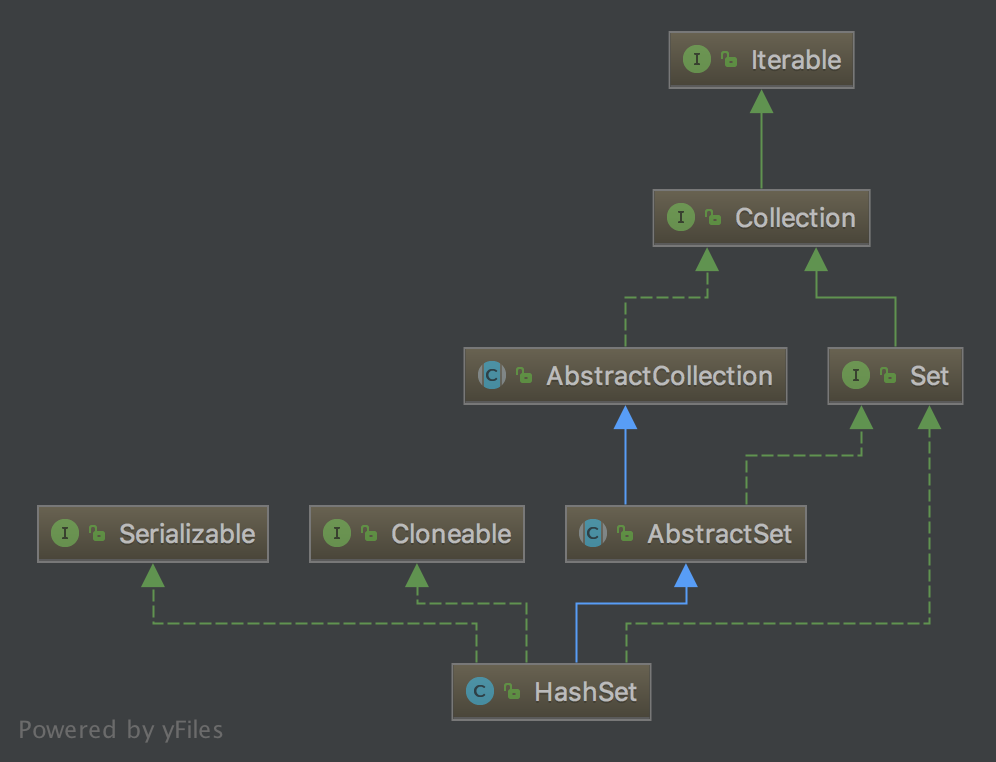 I Iterable
I Collection
C AbstractCollection
I Set
I Serializable
I Cloneable
C AbstractSet
C HashSet
Powered by yFiles